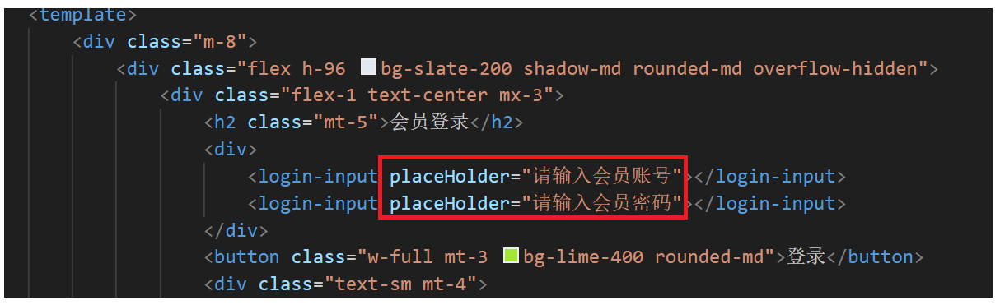 <template>
<div class="m-8">
<div class="flex h-96 bg-slate-200 shadow-md rounded-md overflow-hidden">
<div class="flex-1 text-center mx-3">
<h2 class="mt-5">会员登录</h2>
<div>
<login-input placeHolder="请输入会员账号"></login-input>
<login-input placeHolder="请输入会员密码"></login-input>
</div>
<button class="w-full mt-3 bg-lime-400 rounded-md">登录</button>
<div class="text-sm mt-4">